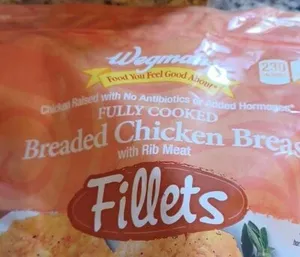 Wegmans
Food You Feel Good About
230
Chicken Raised with No Antibiotics or Added Hormones*
FULLY COOKED
Breaded Chicken Breas
with Rib Meat
Fillets